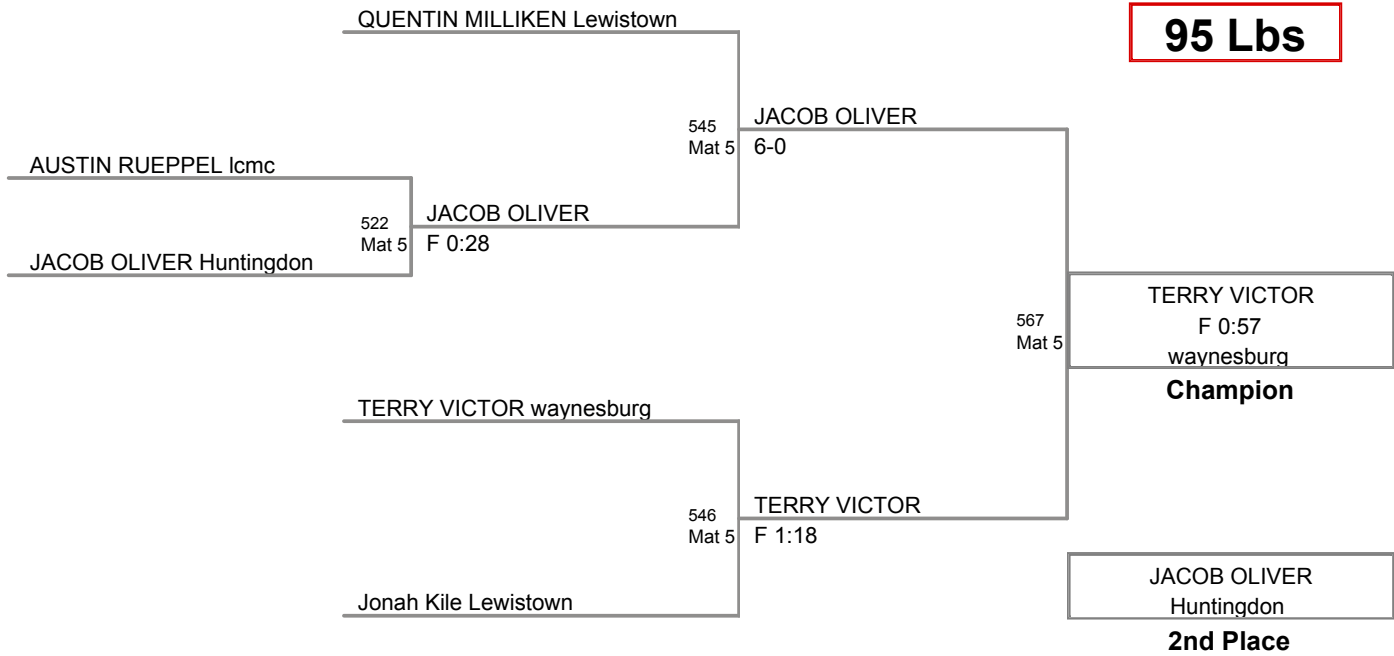 QUENTIN MILLIKEN Lewistown
95 Lbs
545
Mat 5
JACOB OLIVER
6-0
AUSTIN RUEPPEL lcmc
522
Mat 5
JACOB OLIVER
F 0:28
JACOB OLIVER Huntingdon
567
Mat 5
TERRY VICTOR
F 0:57
waynesburg
Champion
TERRY VICTOR waynesburg
546
Mat 5
TERRY VICTOR
F 1:18
Jonah Kile Lewistown
JACOB OLIVER
Huntingdon
2nd Place